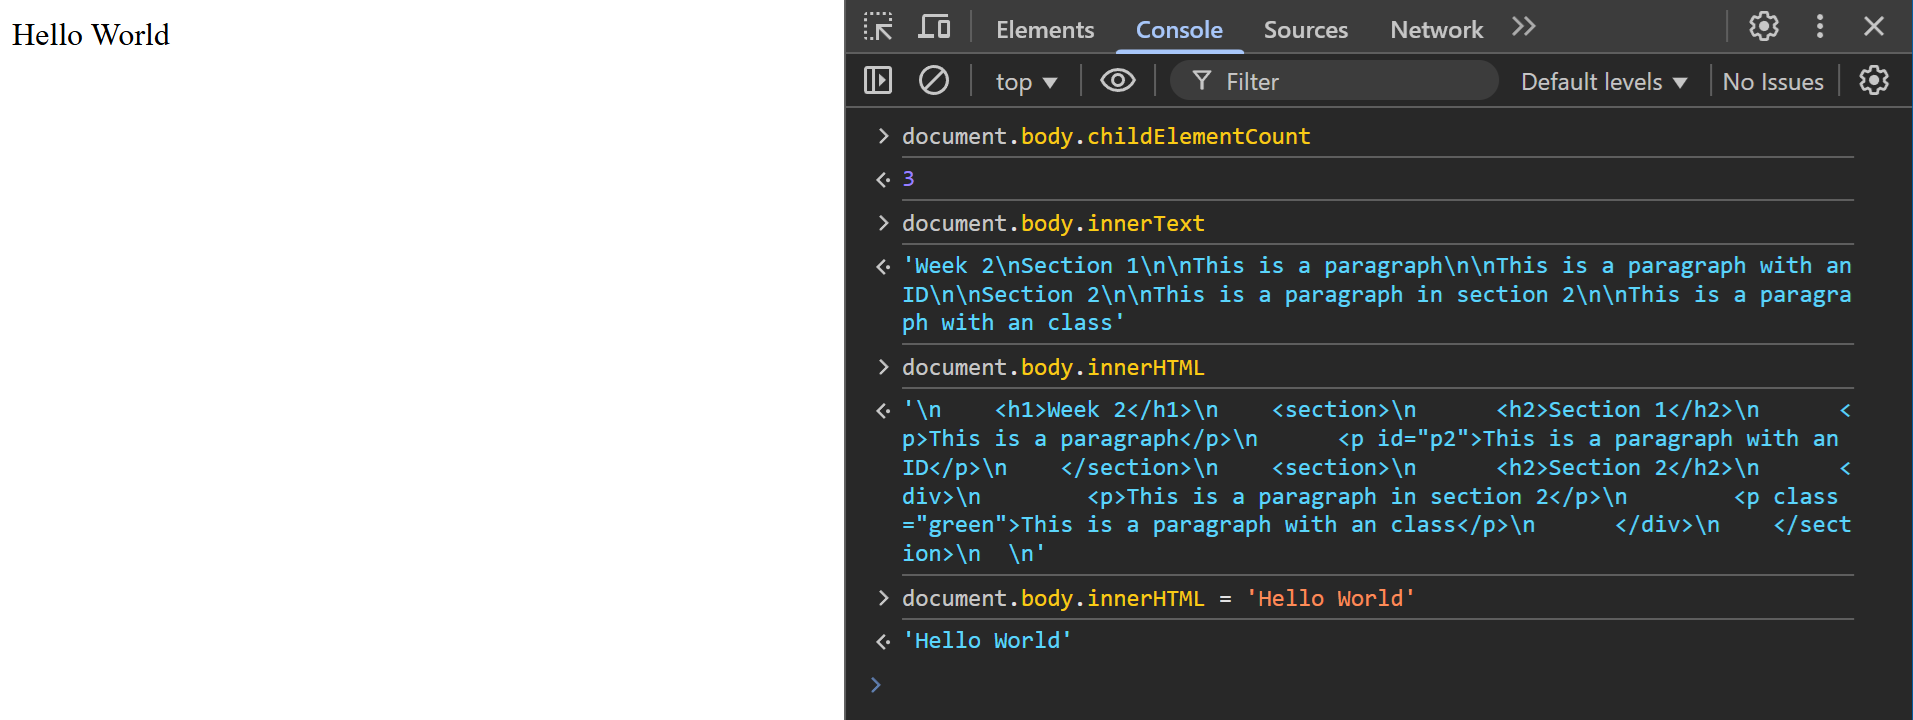 Hello World
Elements Console Sources Network
top Filter Default levels No Issues
document.body.childElementCount
3
document.body.innerText
'Week 2\nSection 1\n\nThis is a paragraph\n\nThis is a paragraph with an
ID\n\nSection 2\n\nThis is a paragraph in section 2\n\nThis is a paragra
ph with an class'
document.body.innerHTML
'\n    <h1>Week 2</h1>\n    <section>\n      <h2>Section 1</h2>\n      <
p>This is a paragraph</p>\n      <p id="p2">This is a paragraph with an
ID</p>\n    </section>\n    <section>\n      <h2>Section 2</h2>\n      <
div>\n        <p>This is a paragraph in section 2</p>\n        <p class
="green">This is a paragraph with an class</p>\n      </div>\n    </sect
ion>\n  \n'
document.body.innerHTML = 'Hello World'
'Hello World'